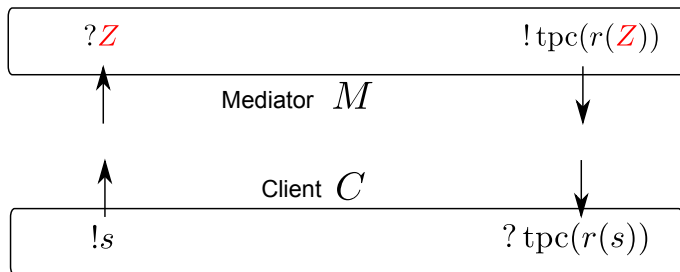 ?Z !tpc(r(Z))
Mediator M
Client C
!s ?tpc(r(s))